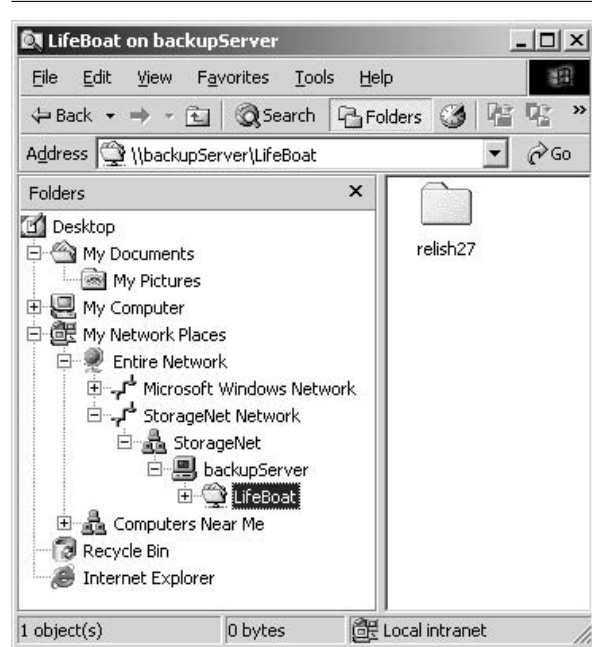 LifeBoat on backupServer
File Edit View Favorites Tools Help
Back Search Folders »
Address \\backupServer\LifeBoat Go
Folders
Desktop
My Documents
My Pictures
My Computer
My Network Places
Entire Network
Microsoft Windows Network
StorageNet Network
StorageNet
backupServer
LifeBoat
Computers Near Me
Recycle Bin
Internet Explorer
relish27
1 object(s) 0 bytes Local intranet